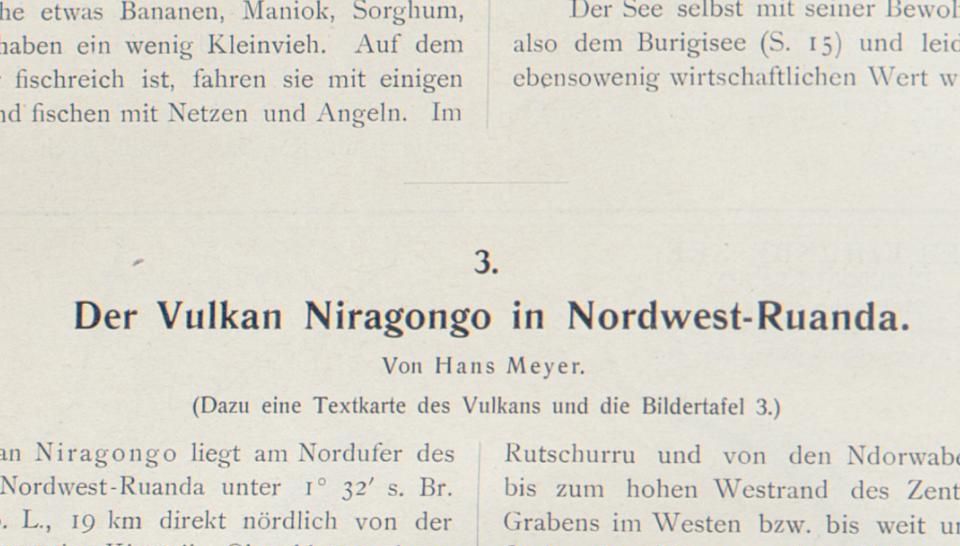 he etwas Bananen, Maniok, Sorghum,
haben ein wenig Kleinvieh. Auf dem
fischreich ist, fahren sie mit einigen
nd fischen mit Netzen und Angeln. Im
Der See selbst mit seiner Bewoh
also dem Burigisee (S. 15) und leid
ebensowenig wirtschaftlichen Wert w
3.
Der Vulkan Niragongo in Nordwest-Ruanda.
Von Hans Meyer.
(Dazu eine Textkarte des Vulkans und die Bildertafel 3.)
an Niragongo liegt am Nordufer des
Nordwest-Ruanda unter 1° 32′ s. Br.
. L., 19 km direkt nördlich von der
Rutschurru und von den Ndorwabe
bis zum hohen Westrand des Zent
Grabens im Westen bzw. bis weit un